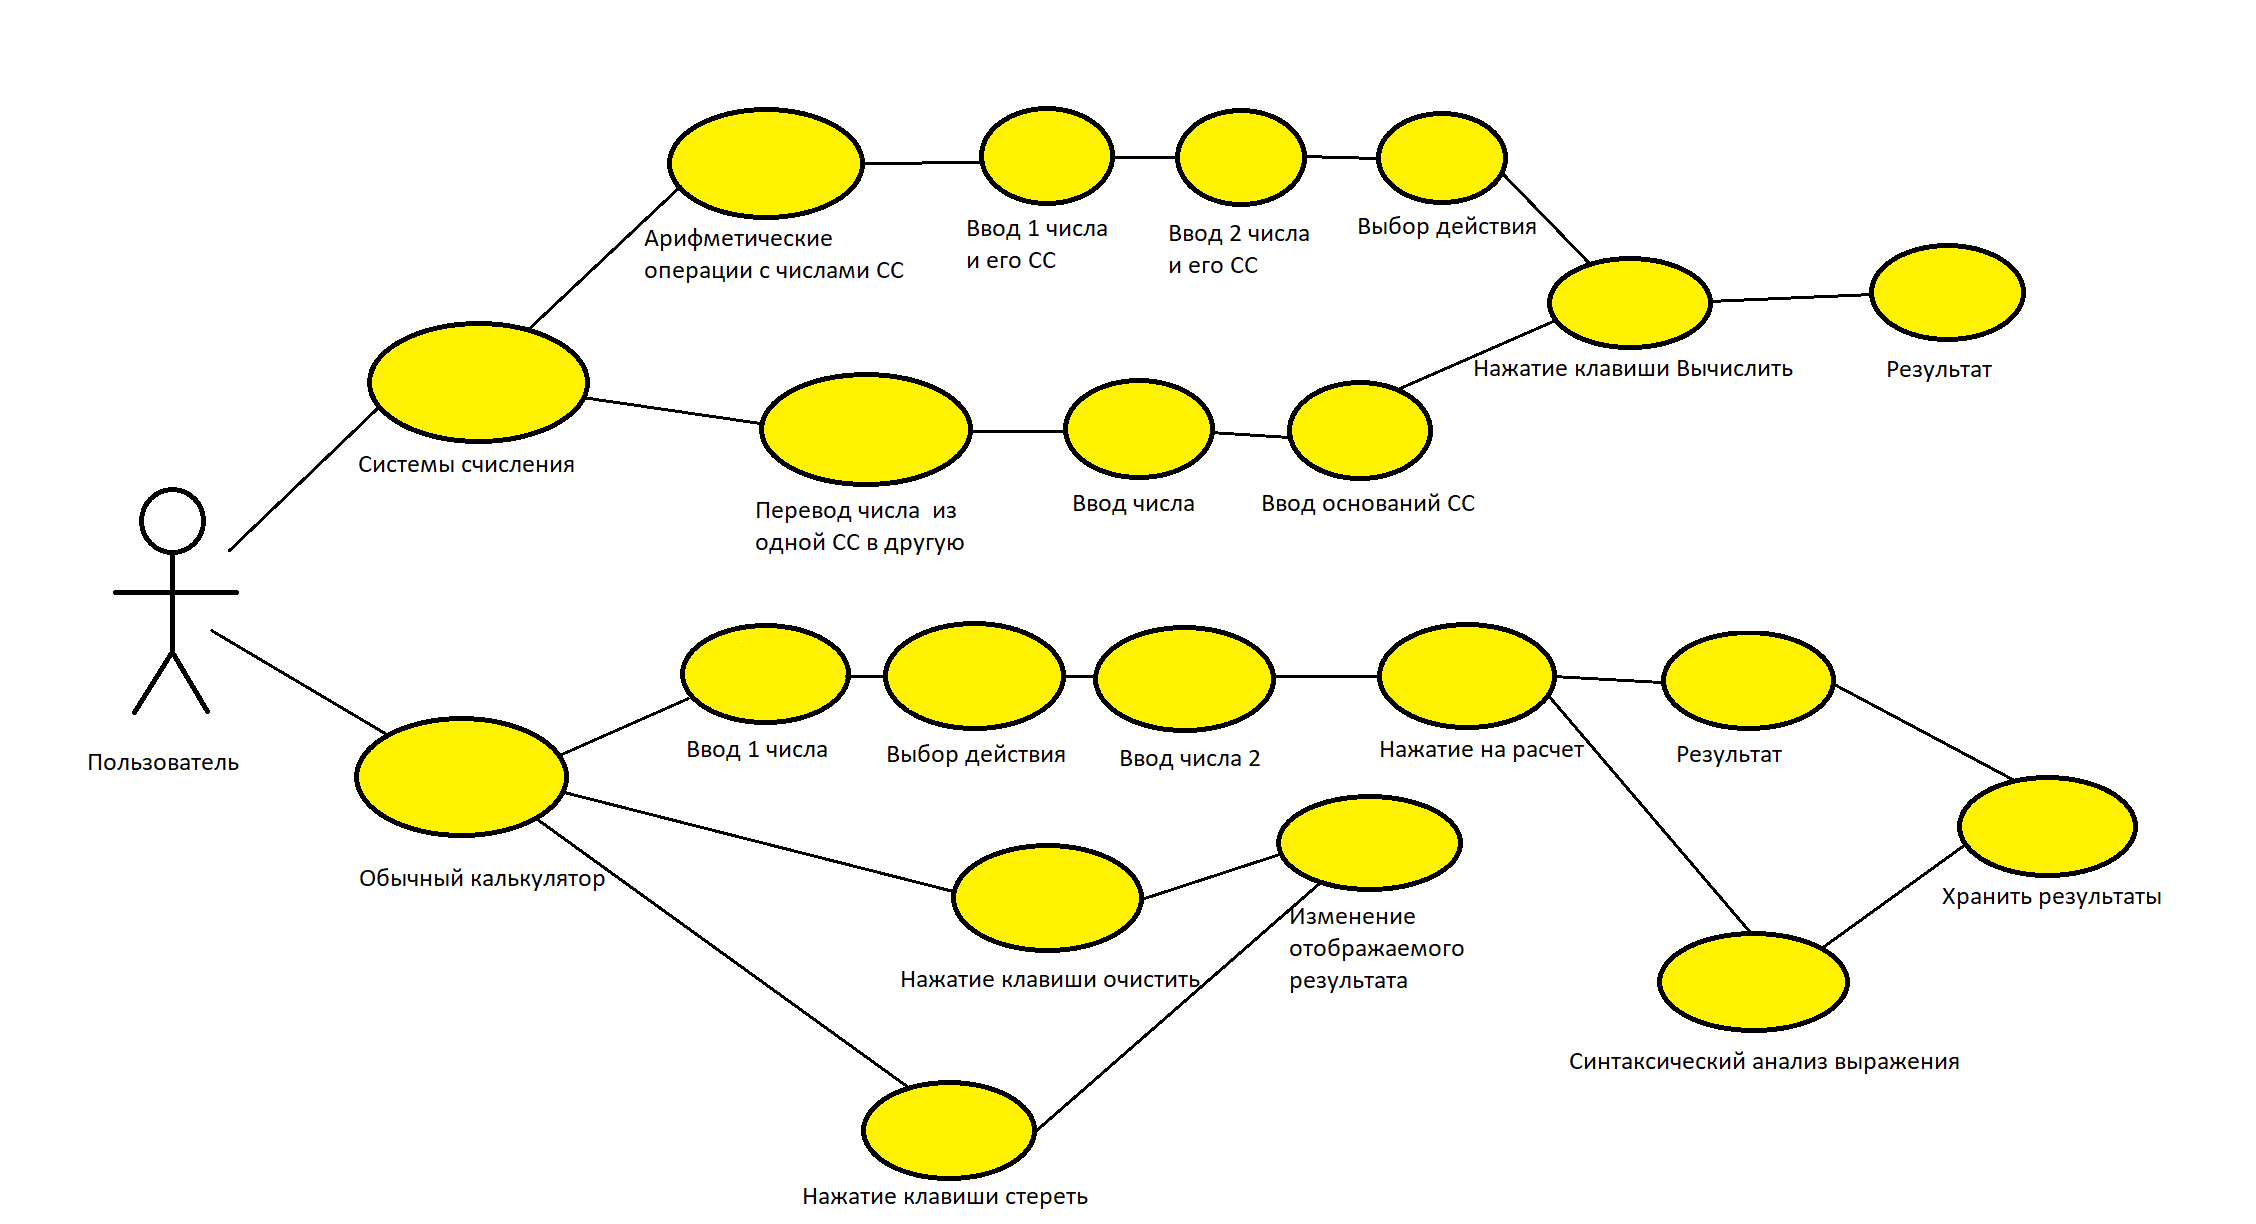 Арифметические
операции с числами СС
Ввод 1 числа
и его СС
Ввод 2 числа
и его СС
Выбор действия
Нажатие клавиши Вычислить
Результат
Системы счисления
Перевод числа  из
одной СС в другую
Ввод числа
Ввод оснований СС
Пользователь
Ввод 1 числа
Выбор действия
Ввод числа 2
Нажатие на расчет
Результат
Обычный калькулятор
Хранить результаты
Нажатие клавиши очистить
Изменение
отображаемого
результата
Синтаксический анализ выражения
Нажатие клавиши стереть